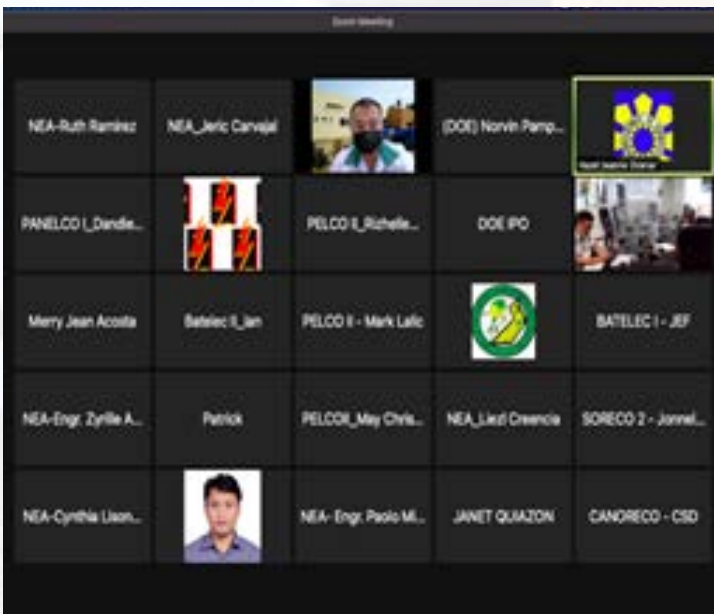 Zoom Meeting
NEA-Ruth Ramirez
NEA_Jeric Carvajal
(DOE) Norvin Pamp...
PANELCO I_Dandie...
PELCO II_Rizhelle...
DOE IPO
Merry Jean Acosta
Batelec II_ian
PELCO II - Mark Lalic
BATELEC I - JEF
NEA-Engr. Zyrille A...
Patrick
PELCOII_May Chris...
NEA_Liezl Creencia
SORECO 2 - Jonnel...
NEA-Cynthia Lison...
NEA- Engr. Paolo Mi...
JANET QUIAZON
CANORECO - CSD